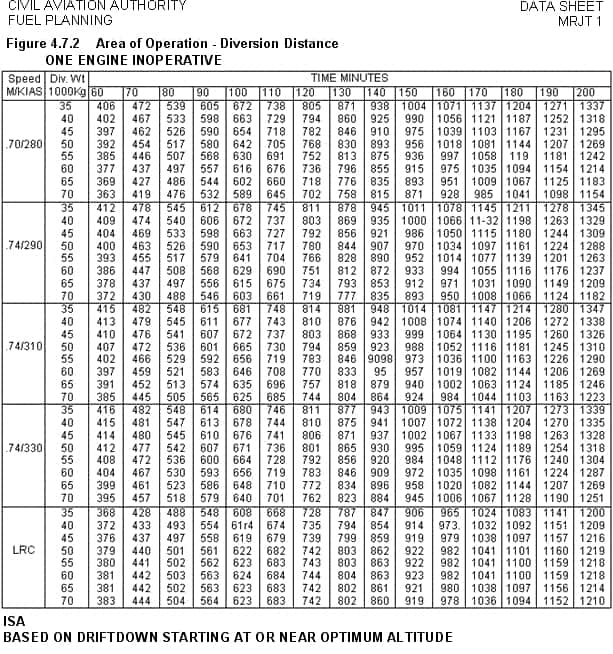 CIVIL AVIATION AUTHORITY DATA SHEET
FUEL PLANNING MRJT 1
Figure 4.7.2 Area of Operation - Diversion Distance
ONE ENGINE INOPERATIVE
Speed Div. Wt TIME MINUTES
M/KIAS 1000Kg 60 70 80 90 100 110 120 130 140 150 160 170 180 190 200
35 406 472 539 605 672 738 805 871 938 1004 1071 1137 1204 1271 1337
40 402 467 533 598 663 729 794 860 925 990 1056 1121 1187 1252 1318
45 397 462 526 590 654 718 782 846 910 975 1039 1103 1167 1231 1295
.70/280 50 392 454 517 580 642 705 768 830 893 956 1018 1081 1144 1207 1269
55 385 446 507 568 630 691 752 813 875 936 997 1058 119 1181 1242
60 377 437 497 557 616 676 736 796 855 915 975 1035 1094 1154 1214
65 369 427 486 544 602 660 718 776 835 893 951 1009 1067 1125 1183
70 363 419 476 532 589 645 702 758 815 871 928 985 1041 1098 1154
35 412 478 545 612 678 745 811 878 945 1011 1078 1145 1211 1278 1345
40 409 474 540 606 672 737 803 869 935 1000 1066 11-32 1198 1263 1329
45 404 469 533 598 663 727 792 856 921 986 1050 1115 1180 1244 1309
.74/290 50 400 463 526 590 653 717 780 844 907 970 1034 1097 1161 1224 1288
55 393 455 517 579 641 704 766 828 890 952 1014 1077 1139 1201 1263
60 386 447 508 568 629 690 751 812 872 933 994 1055 1116 1176 1237
65 378 437 497 556 615 675 734 793 853 912 971 1031 1090 1149 1209
70 372 430 488 546 603 661 719 777 835 893 950 1008 1066 1124 1182
35 415 482 548 615 681 748 814 881 948 1014 1081 1147 1214 1280 1347
40 413 479 545 611 677 743 810 876 942 1008 1074 1140 1206 1272 1338
45 410 476 541 607 672 737 803 868 933 999 1064 1130 1195 1260 1326
.74/310 50 407 472 536 601 665 730 794 859 923 988 1052 1116 1181 1245 1310
55 402 466 529 592 656 719 783 846 9098 973 1036 1100 1163 1226 1290
60 397 459 521 583 646 708 770 833 95 957 1019 1082 1144 1206 1269
65 391 452 513 574 635 696 757 818 879 940 1002 1063 1124 1185 1246
70 385 445 505 565 625 685 744 804 864 924 984 1044 1103 1163 1223
35 416 482 548 614 680 746 811 877 943 1009 1075 1141 1207 1273 1339
40 415 481 547 613 678 744 810 875 941 1007 1072 1138 1204 1270 1335
45 414 480 545 610 676 741 806 871 937 1002 1067 1133 1198 1263 1328
.74/330 50 412 477 542 607 671 736 801 865 930 995 1059 1124 1189 1254 1318
55 408 472 536 600 664 728 792 856 920 984 1048 1112 1176 1240 1304
60 404 467 530 593 656 719 783 846 909 972 1035 1098 1161 1224 1287
65 399 461 523 586 648 710 772 834 896 958 1020 1082 1144 1207 1269
70 395 457 518 579 640 701 762 823 884 945 1006 1067 1128 1190 1251
35 368 428 488 548 608 668 728 787 847 906 965 1024 1083 1141 1200
40 372 433 493 554 61r4 674 735 794 854 914 973. 1032 1092 1151 1209
45 376 437 497 558 619 679 739 799 859 919 979 1038 1097 1157 1216
LRC 50 379 440 501 561 622 682 742 803 862 922 982 1041 1101 1160 1219
55 380 441 502 562 623 683 743 803 863 922 982 1041 1100 1159 1218
60 381 442 503 563 624 684 744 804 863 923 982 1041 1100 1159 1218
65 381 442 502 563 623 683 742 802 861 921 980 1038 1097 1156 1214
70 383 444 504 564 623 683 742 802 860 919 978 1036 1094 1152 1210
ISA
BASED ON DRIFTDOWN STARTING AT OR NEAR OPTIMUM ALTITUDE